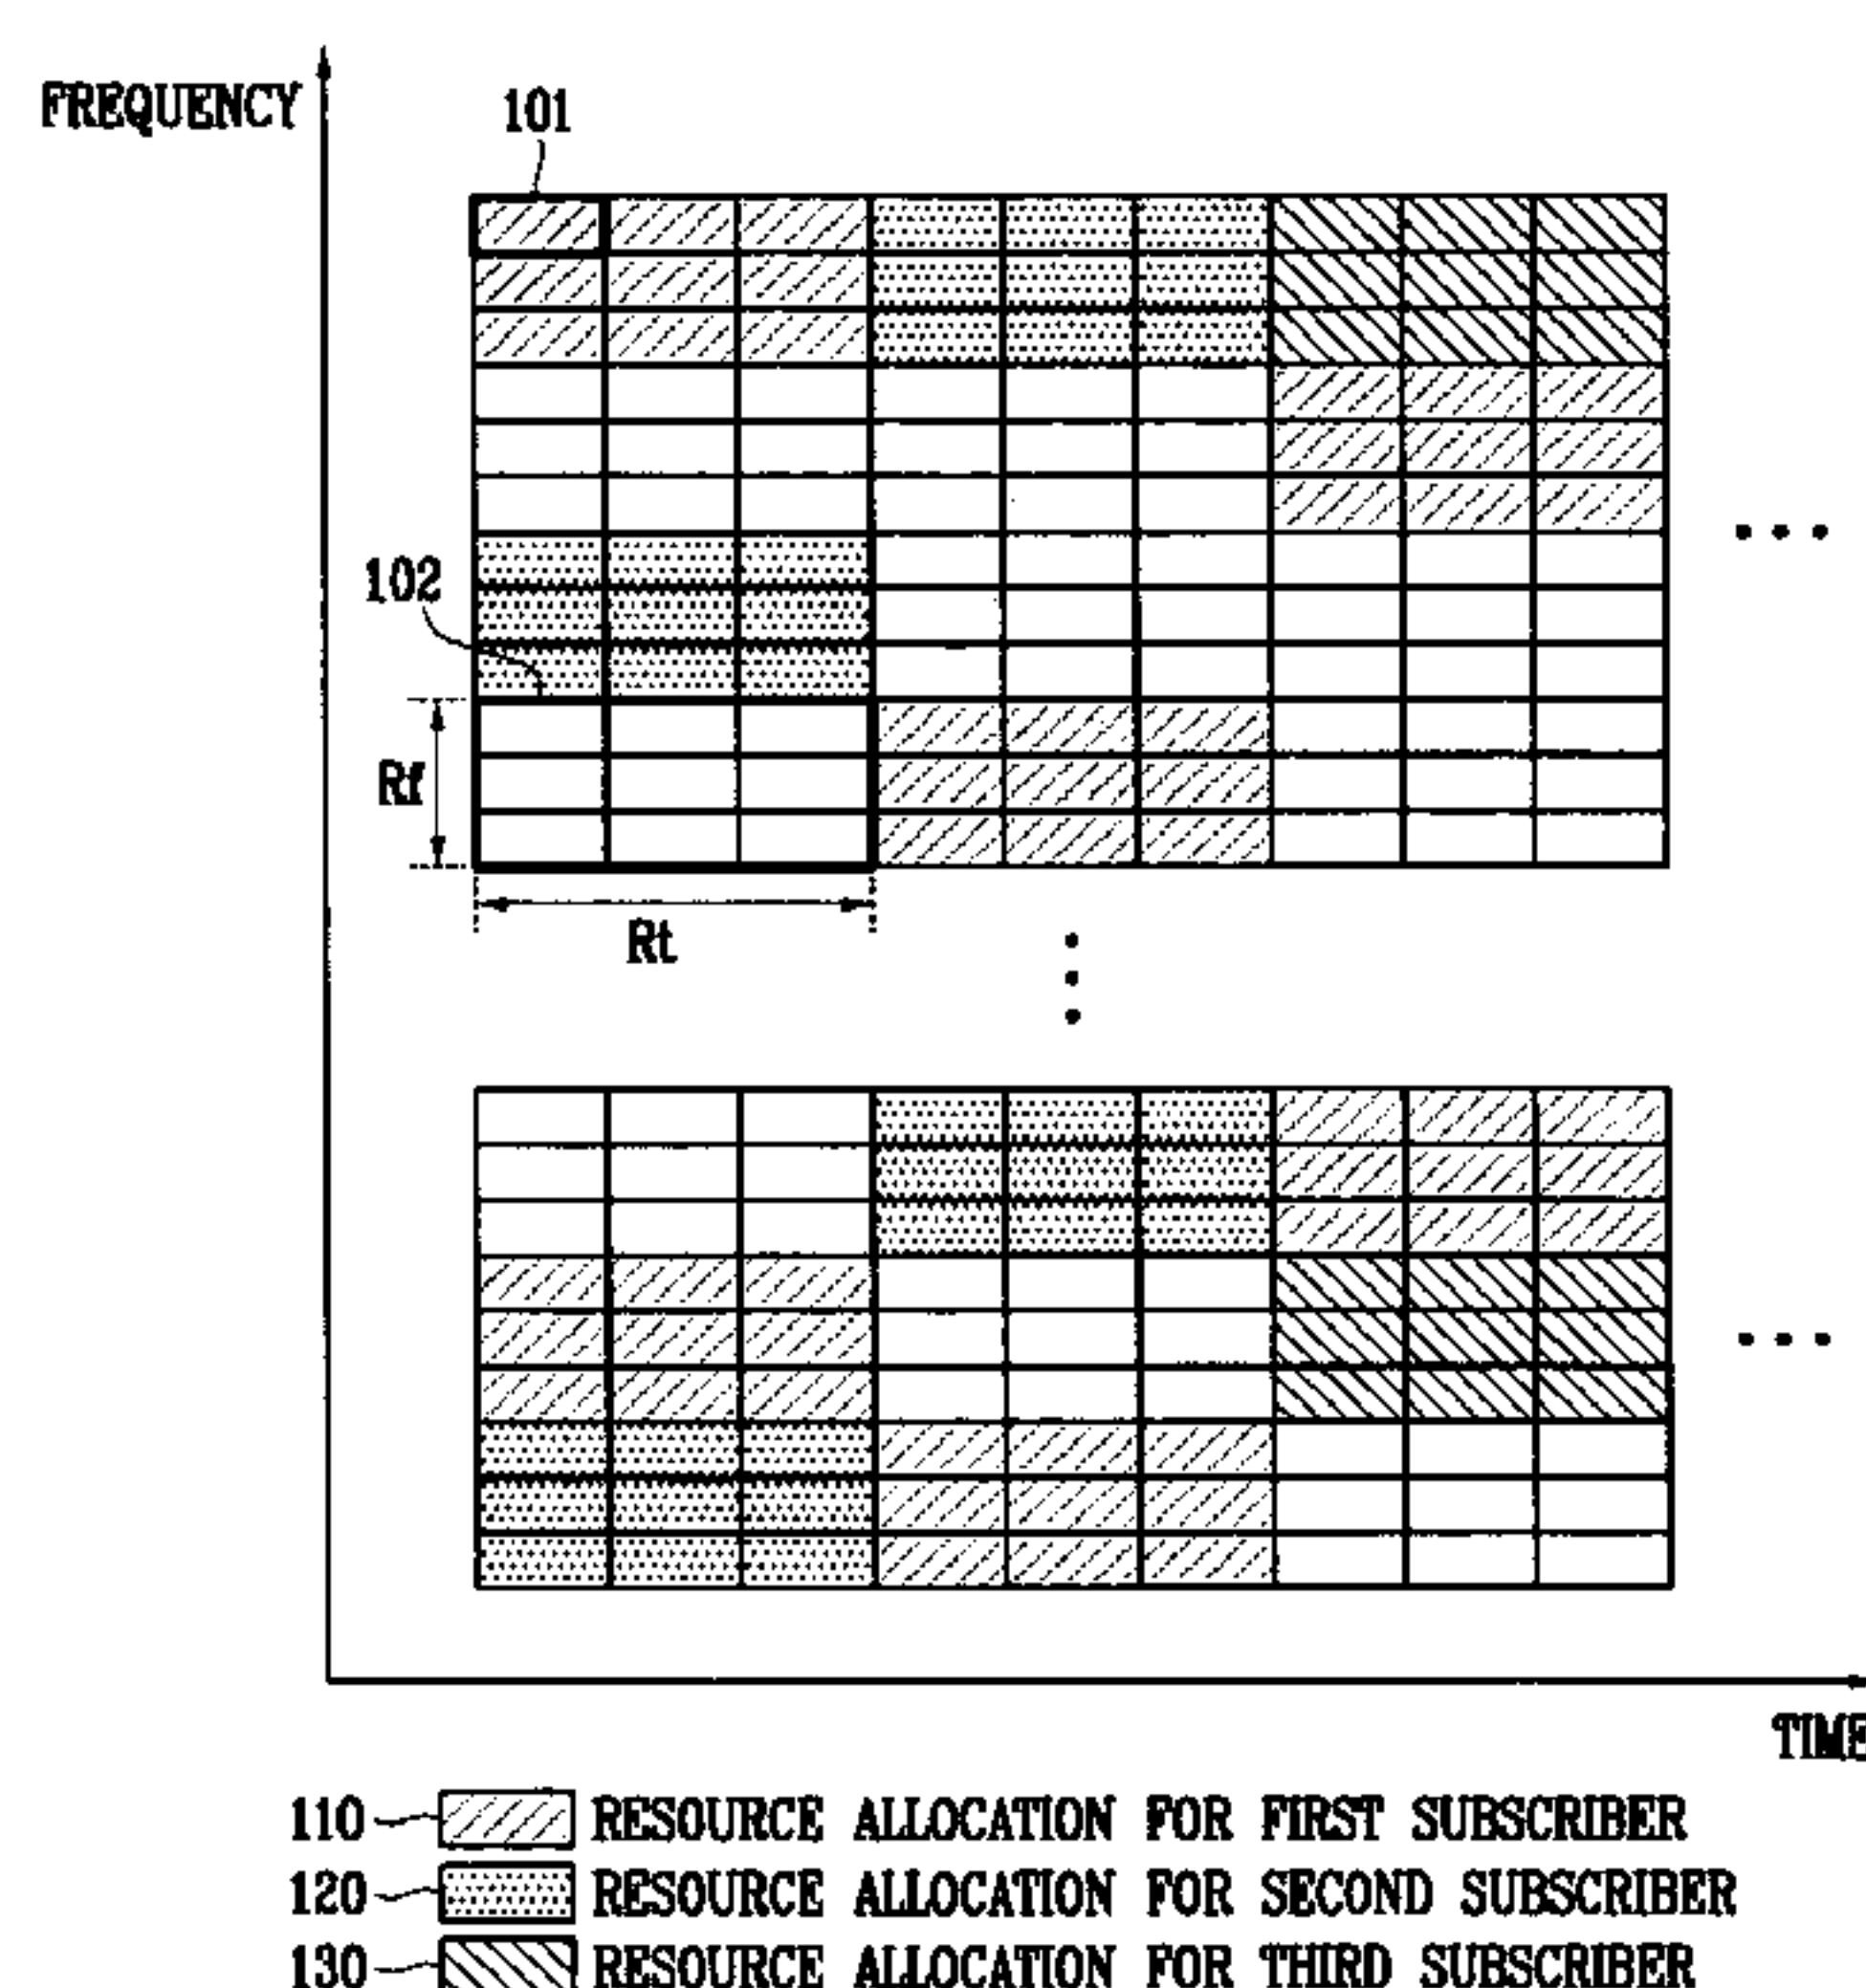 FREQUENCY
101
102
Rf
Rt
TIME
110 RESOURCE ALLOCATION FOR FIRST SUBSCRIBER
120 RESOURCE ALLOCATION FOR SECOND SUBSCRIBER
130 RESOURCE ALLOCATION FOR THIRD SUBSCRIBER